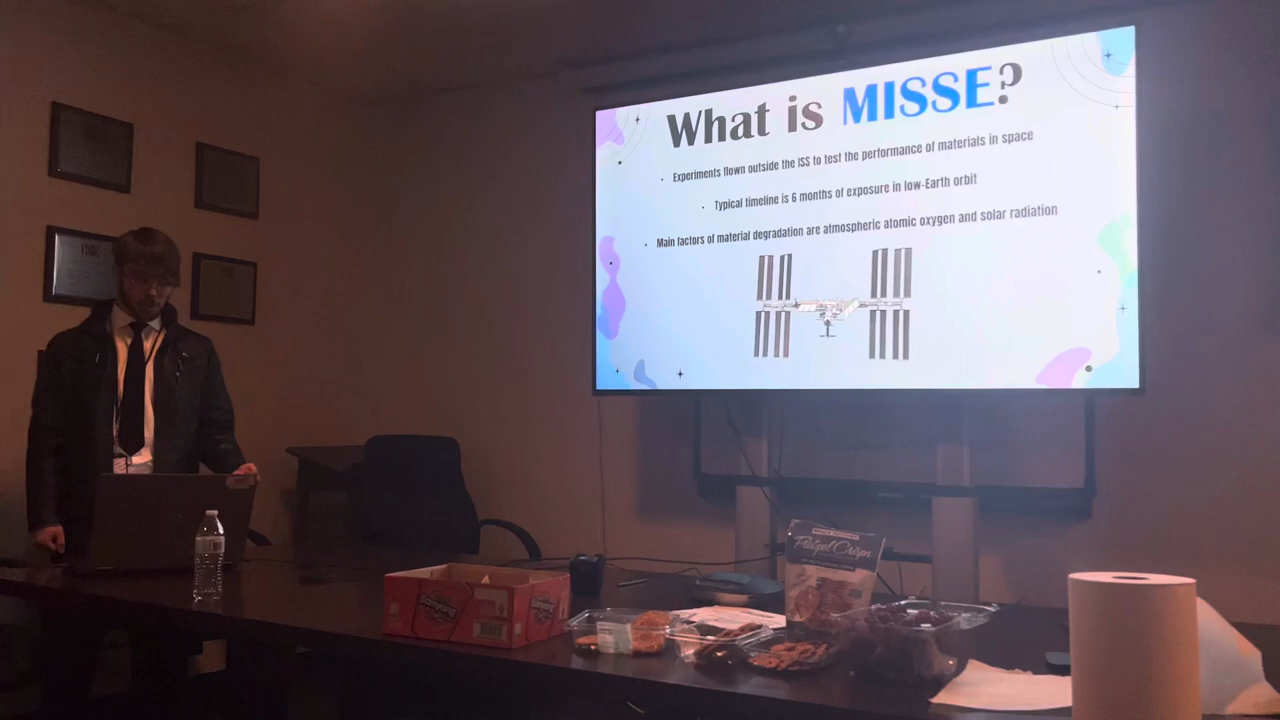 What is MISSE?
• Experiments flown outside the ISS to test the performance of materials in space
• Typical timeline is 6 months of exposure in low-Earth orbit
• Main factors of material degradation are atmospheric atomic oxygen and solar radiation
Pretzel Crisps